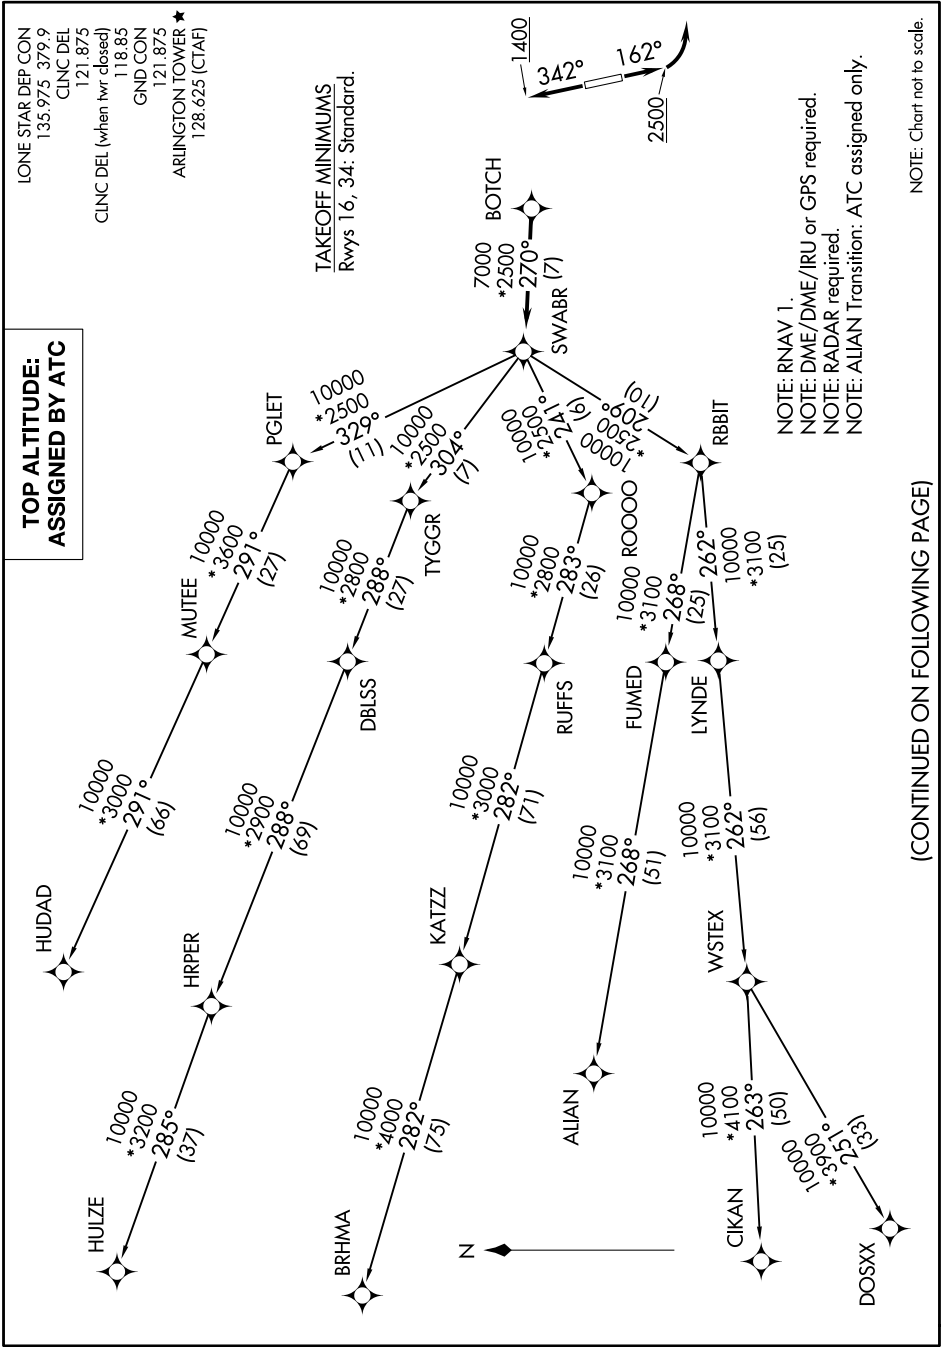 TOP ALTITUDE:
ASSIGNED BY ATC
LONE STAR DEP CON
135.975 379.9
CLNC DEL
121.875
CLNC DEL (when twr closed)
118.85
GND CON
121.875
ARLINGTON TOWER ★
128.625 (CTAF)
TAKEOFF MINIMUMS
Rwys 16, 34: Standard.
1400
342°
162°
2500
BOTCH
7000
*2500
270°
(7)
SWABR
10000
*2500
329°
(11)
PGLET
10000
*3600
291°
(27)
MUTEE
10000
*3000
291°
(66)
HUDAD
10000
*2500
304°
(7)
TYGGR
10000
*2800
288°
(27)
DBLSS
10000
*2900
288°
(69)
HRPER
10000
*3200
285°
(37)
HULZE
10000
*2500
241°
(6)
ROOOO
10000
*2800
283°
(26)
RUFFS
10000
*3000
282°
(71)
KATZZ
10000
*4000
282°
(75)
BRHMA
10000
*2500
209°
(10)
RBBIT
10000
*3100
268°
(25)
FUMED
10000
*3100
268°
(51)
ALIAN
262°
10000
*3100
(25)
LYNDE
10000
*3100
262°
(56)
WSTEX
10000
*4100
263°
(50)
CIKAN
10000
*3900
251°
(33)
DOSXX
N
NOTE: RNAV 1.
NOTE: DME/DME/IRU or GPS required.
NOTE: RADAR required.
NOTE: ALIAN Transition: ATC assigned only.
NOTE: Chart not to scale.
(CONTINUED ON FOLLOWING PAGE)